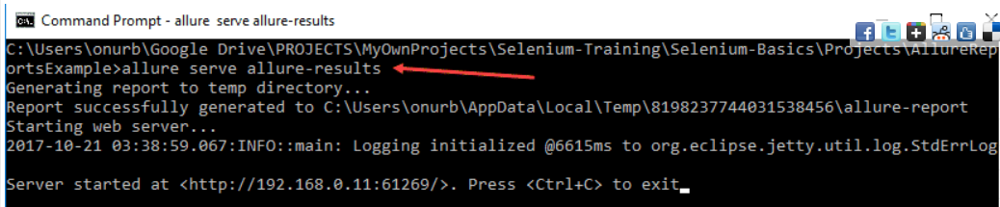 Command Prompt - allure serve allure-results
C:\Users\onurb\Google Drive\PROJECTS\MyOwnProjects\Selenium-Training\Selenium-Basics\Projects\AllureRep
ortsExample>allure serve allure-results
Generating report to temp directory...
Report successfully generated to C:\Users\onurb\AppData\Local\Temp\8198237744031538456\allure-report
Starting web server...
2017-10-21 03:38:59.067:INFO::main: Logging initialized @6615ms to org.eclipse.jetty.util.log.StdErrLog
Server started at <http://192.168.0.11:61269/>. Press <Ctrl+C> to exit